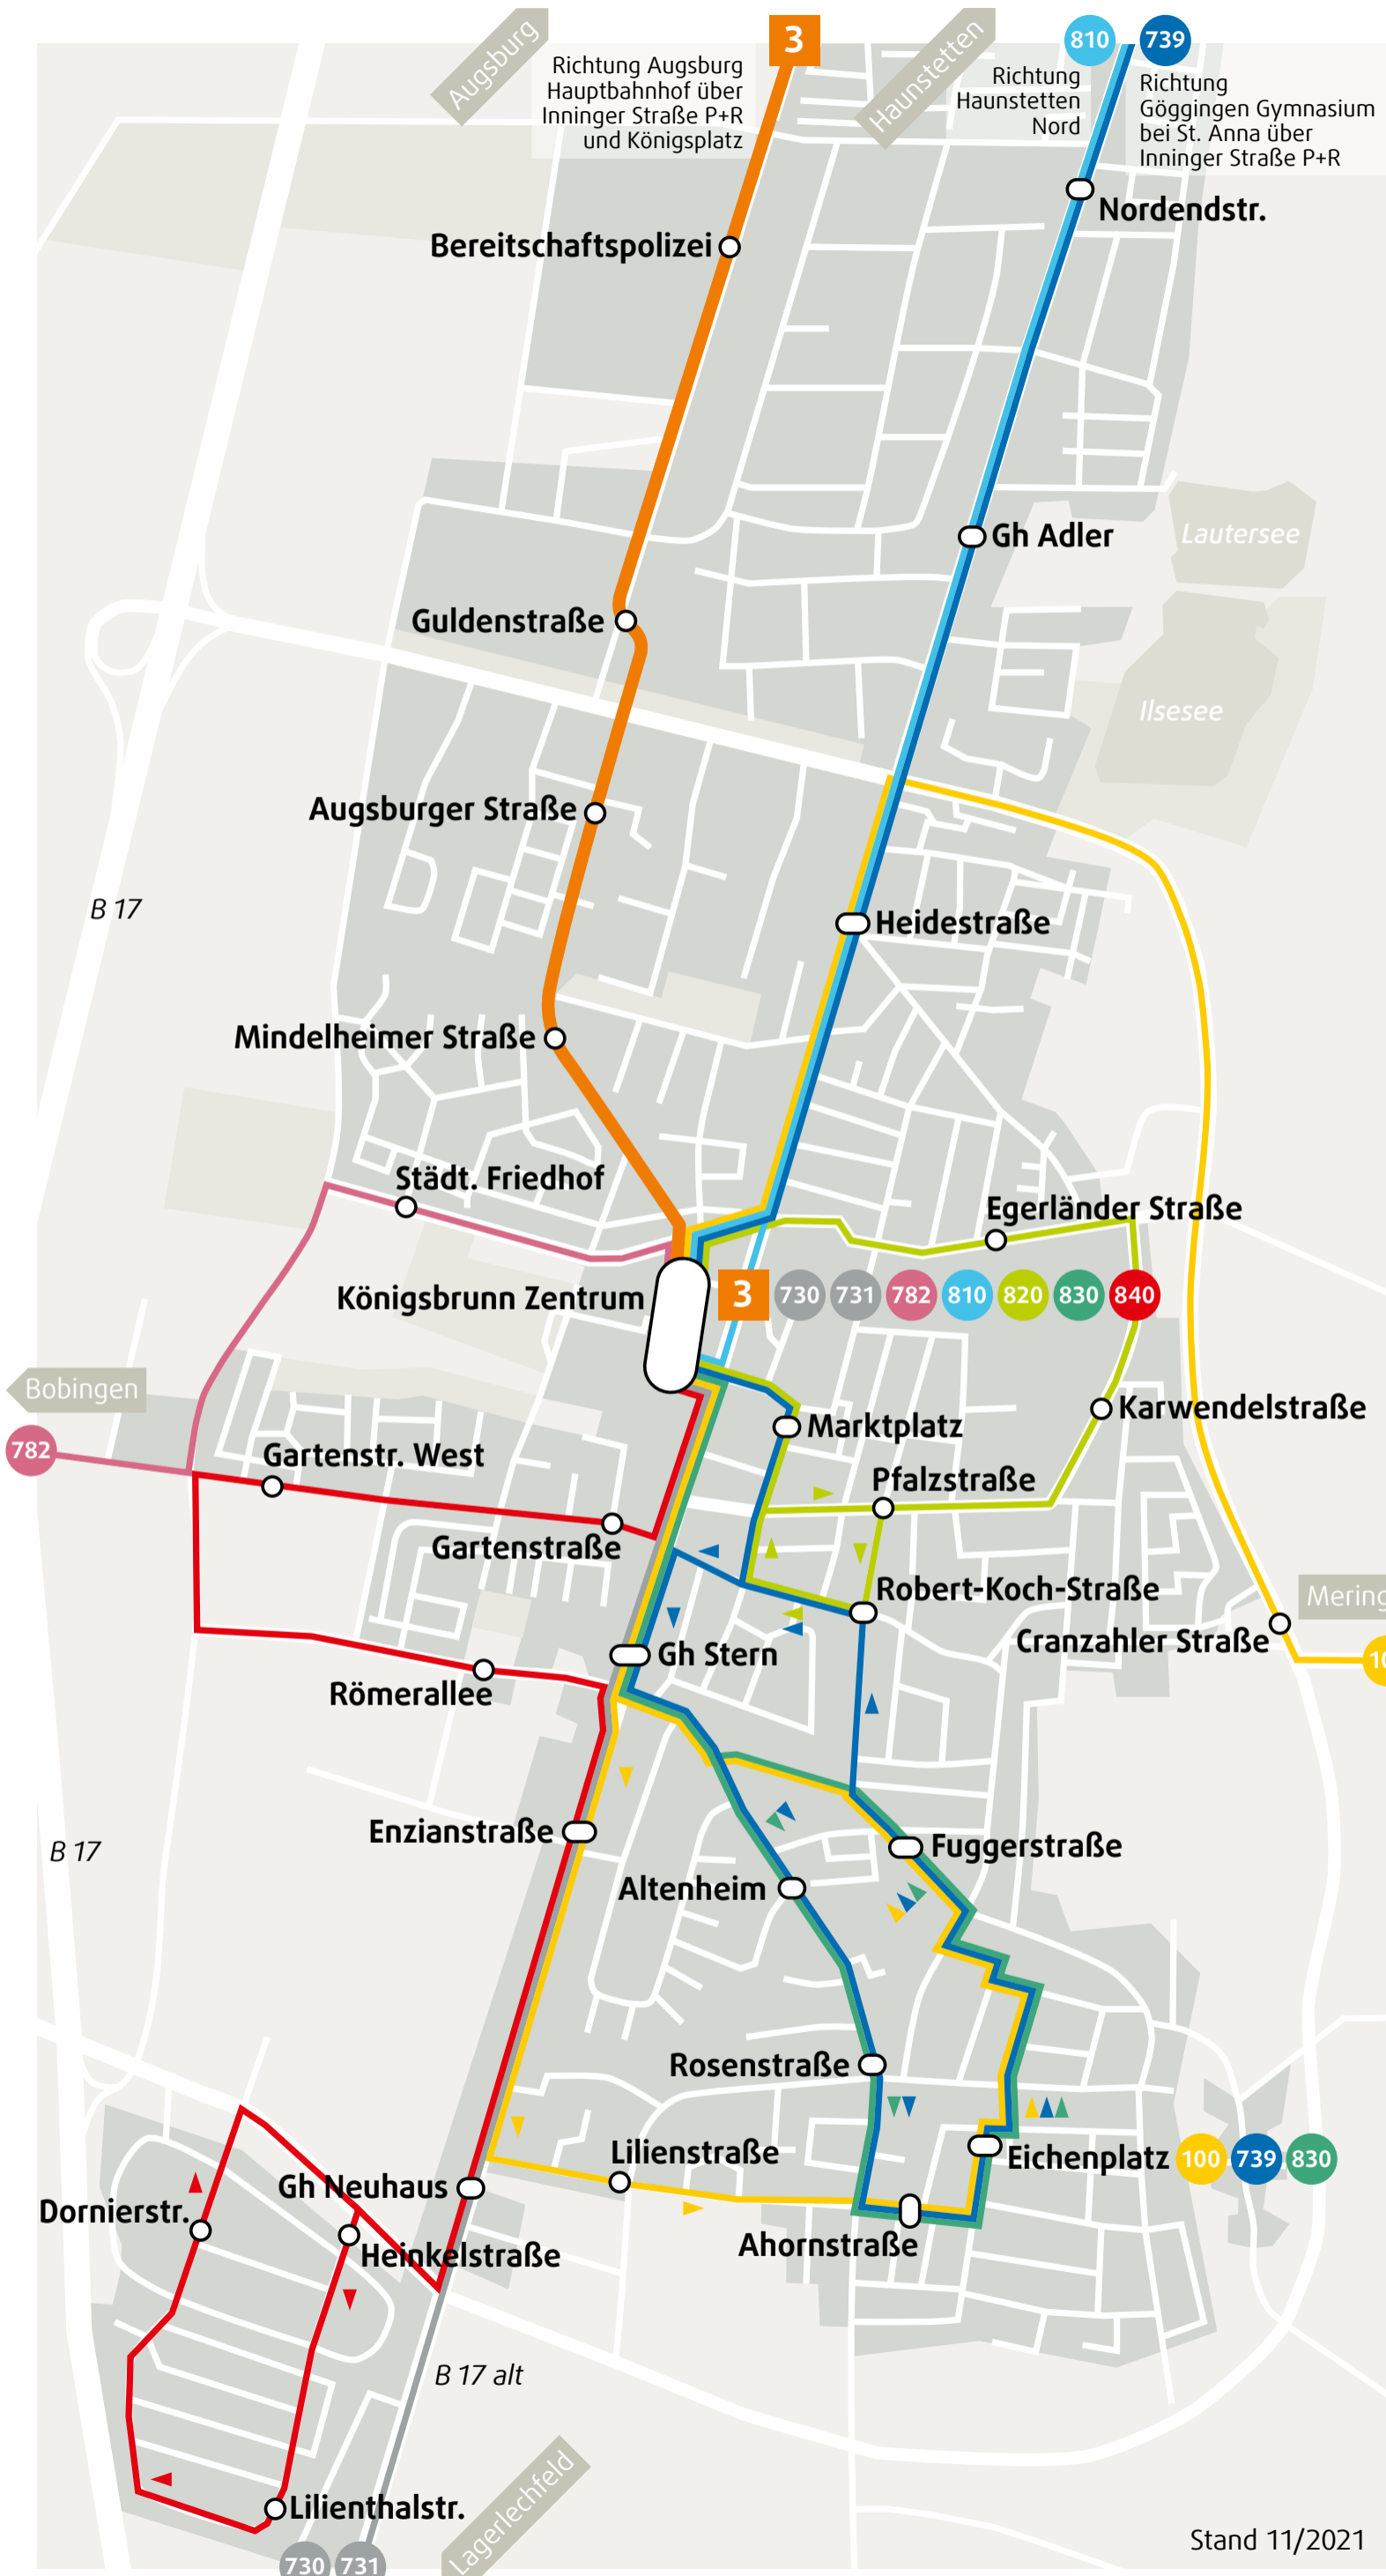 Augsburg
3
Richtung Augsburg
Hauptbahnhof über
Inninger Straße P+R
und Königsplatz
Haunstetten
810
739
Richtung
Haunstetten
Nord
Richtung
Göggingen Gymnasium
bei St. Anna über
Inninger Straße P+R
Nordendstr.
Bereitschaftspolizei
Gh Adler
Lautersee
Guldenstraße
Ilsesee
Augsburger Straße
B 17
Heidestraße
Mindelheimer Straße
Städt. Friedhof
Egerländer Straße
Königsbrunn Zentrum
3 730 731 782 810 820 830 840
Bobingen
782
Karwendelstraße
Marktplatz
Gartenstr. West
Pfalzstraße
Gartenstraße
Robert-Koch-Straße
Mering
Cranzahler Straße
Gh Stern
Römerallee
Enzianstraße
Fuggerstraße
B 17
Altenheim
Rosenstraße
Lilienstraße
Eichenplatz 100 739 830
Gh Neuhaus
Dornierstr.
Ahornstraße
Heinkelstraße
B 17 alt
Lilienthalstr.
Lagerlechfeld
Stand 11/2021
730 731